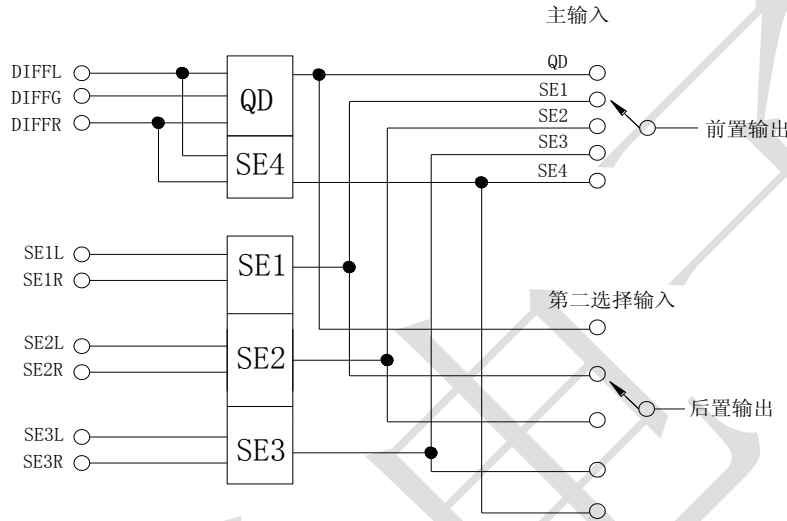 主输入
DIFFL
DIFFG
DIFFR
QD
SE4
QD
SE1
SE2
SE3
SE4
前置输出
SE1L
SE1R
SE1
SE2L
SE2R
SE2
SE3L
SE3R
SE3
第二选择输入
后置输出